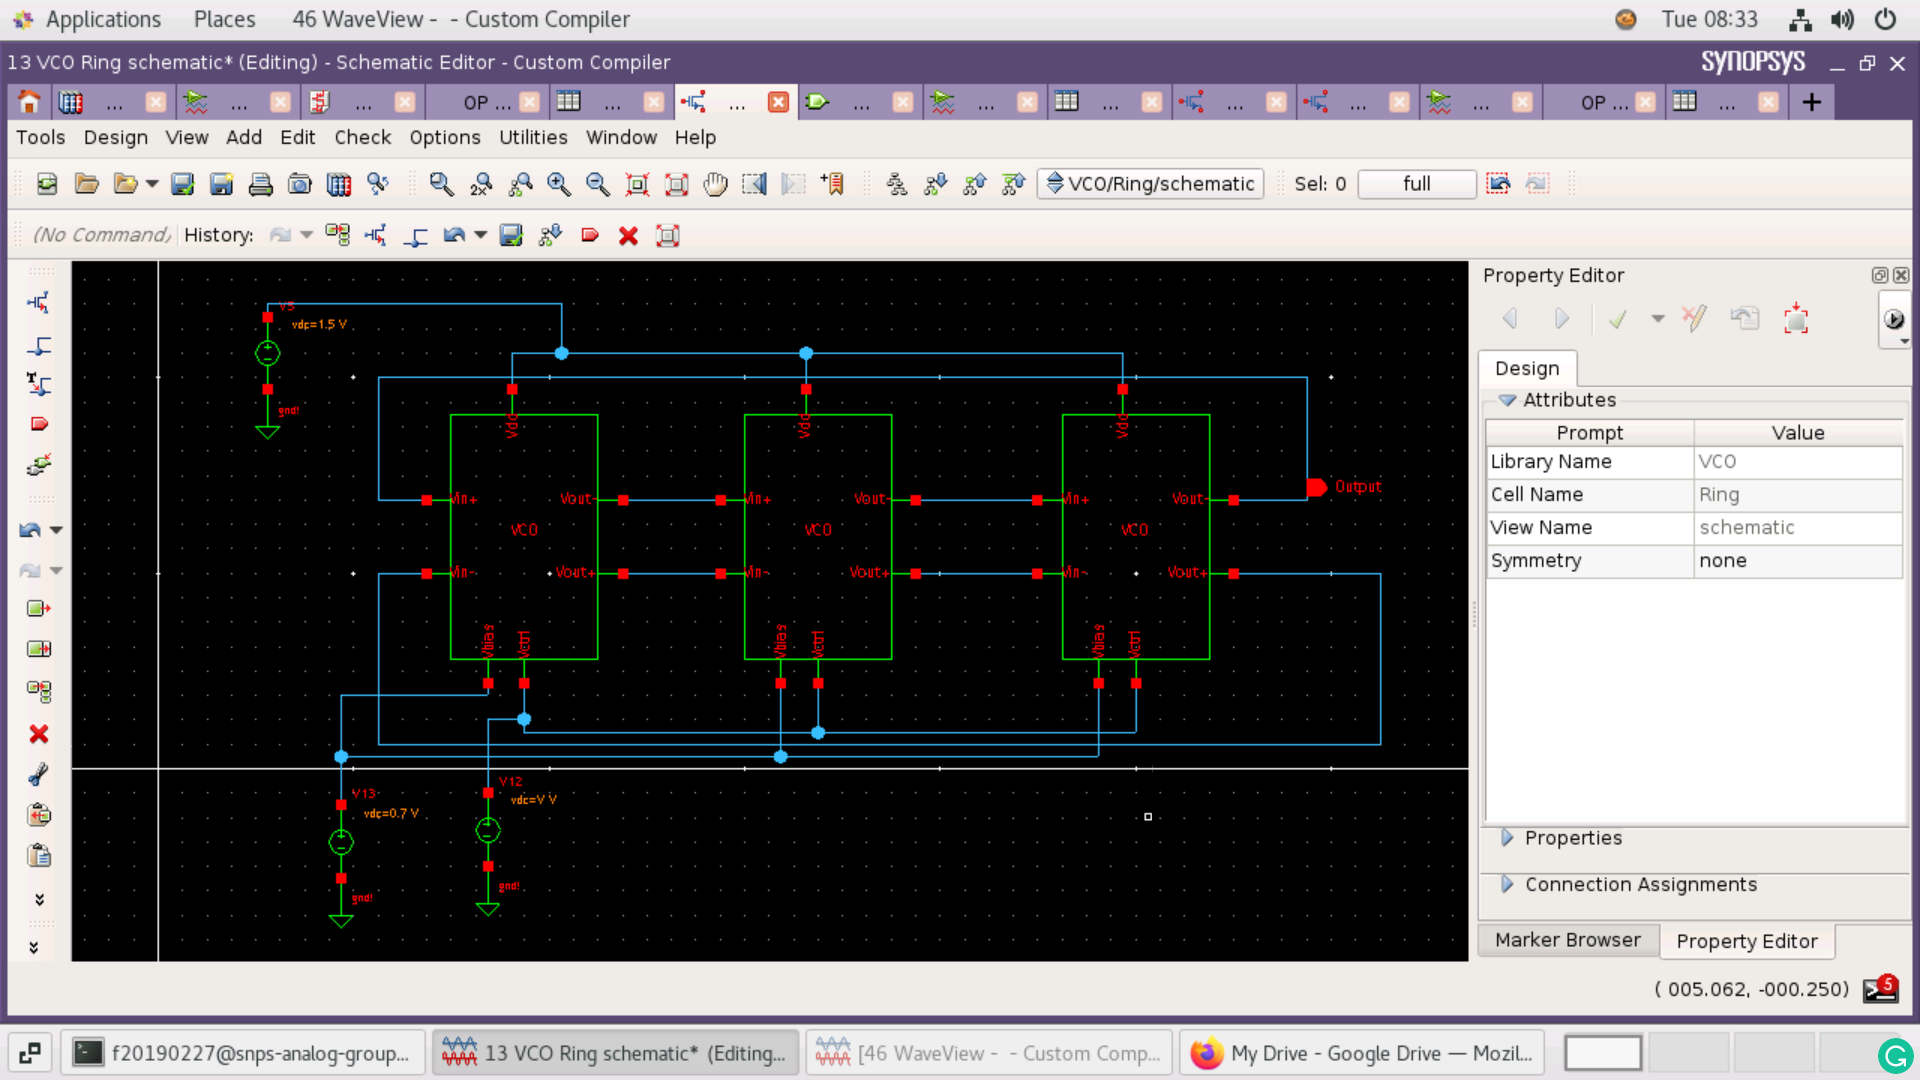 Applications Places 46 WaveView - - Custom Compiler Tue 08:33
13 VCO Ring schematic* (Editing) - Schematic Editor - Custom Compiler SYNOPSYS
... ... ... OP ... ... ... ... ... ... ... ... ... OP ... ...
Tools Design View Add Edit Check Options Utilities Window Help
2X VCO/Ring/schematic Sel: 0 full
(No Command) History:
Property Editor
Design
Attributes
Prompt Value
Library Name VCO
Cell Name Ring
View Name schematic
Symmetry none
Properties
Connection Assignments
Marker Browser Property Editor
V5
vdc=1.5 V
gnd!
Vdc Vdc Vdc
Output
Vin+ Vout- Vin+ Vout- Vin+ Vout-
VCO VCO VCO
Vin- Vout+ Vin- Vout+ Vin- Vout+
Vbias Vctrl Vbias Vctrl Vbias Vctrl
V12
vdc=V V
gnd!
V13
vdc=0.7 V
gnd!
( 005.062, -000.250) 5
f20190227@snps-analog-group... 13 VCO Ring schematic* (Editing... [46 WaveView - - Custom Comp... My Drive - Google Drive — Mozil...